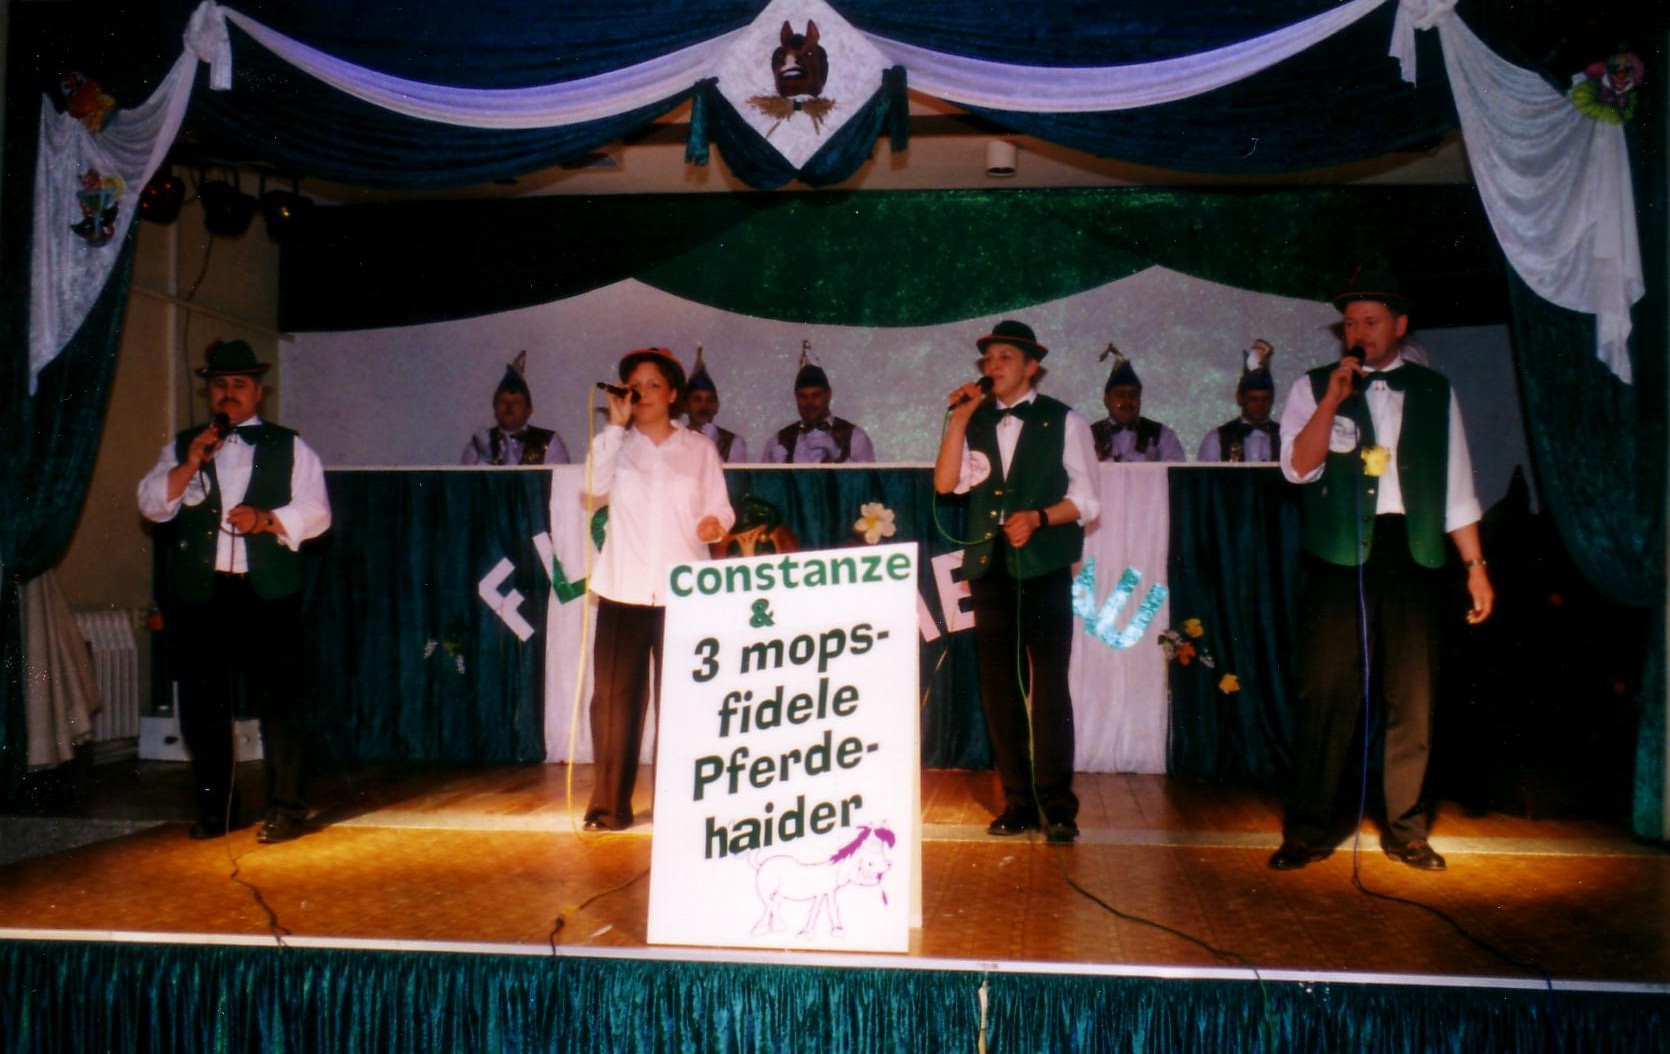 Constanze
&
3 mops-
fidele
Pferde-
haider